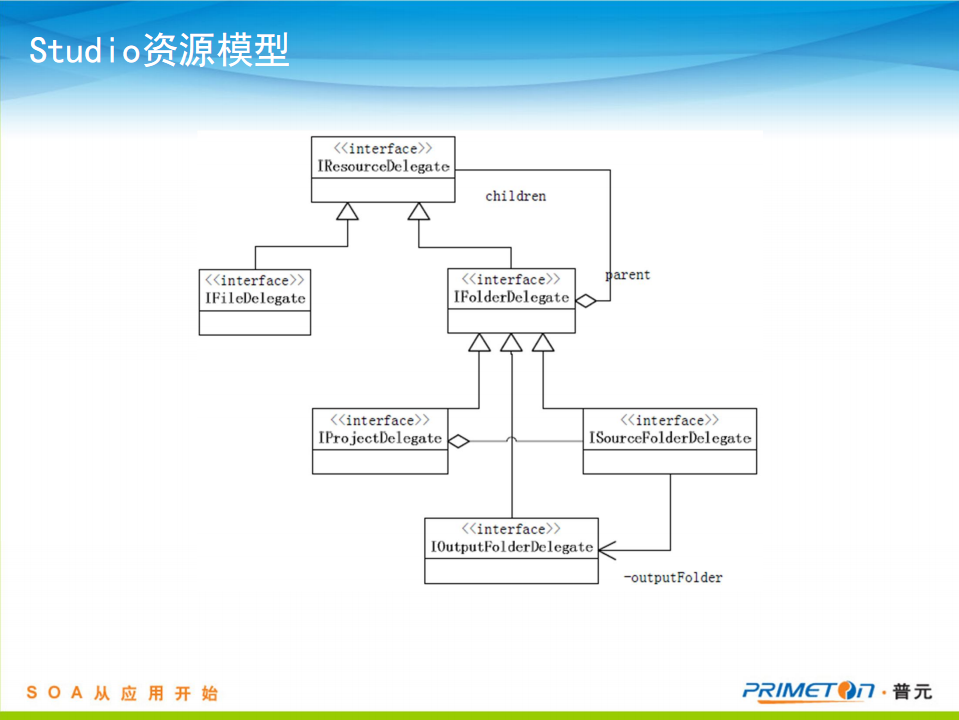 Studio资源模型
<<interface>>
IResourceDelegate
children
<<interface>>
IFileDelegate
<<interface>>
IFolderDelegate
parent
<<interface>>
IProjectDelegate
<<interface>>
ISourceFolderDelegate
<<interface>>
IOutputFolderDelegate
-outputFolder
SOA从应用开始
PRIMETON·普元